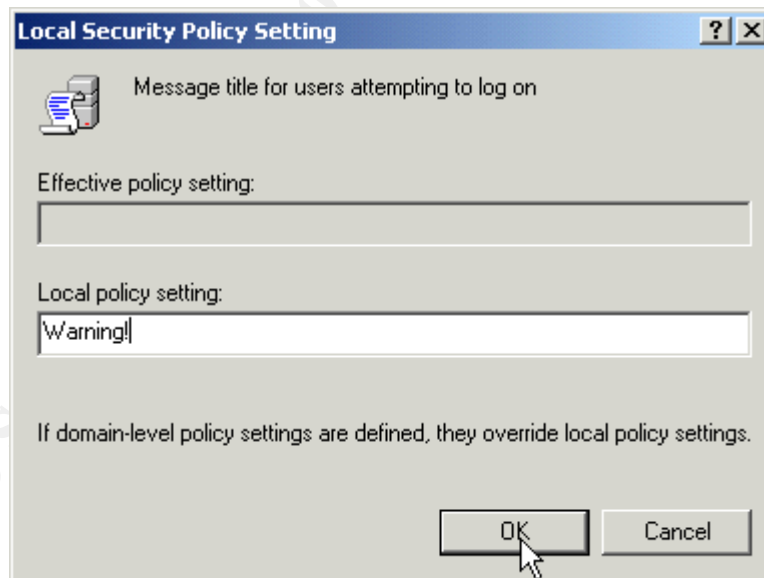 Local Security Policy Setting
Message title for users attempting to log on
Effective policy setting:
Local policy setting:
Warning!
If domain-level policy settings are defined, they override local policy settings.
OK Cancel